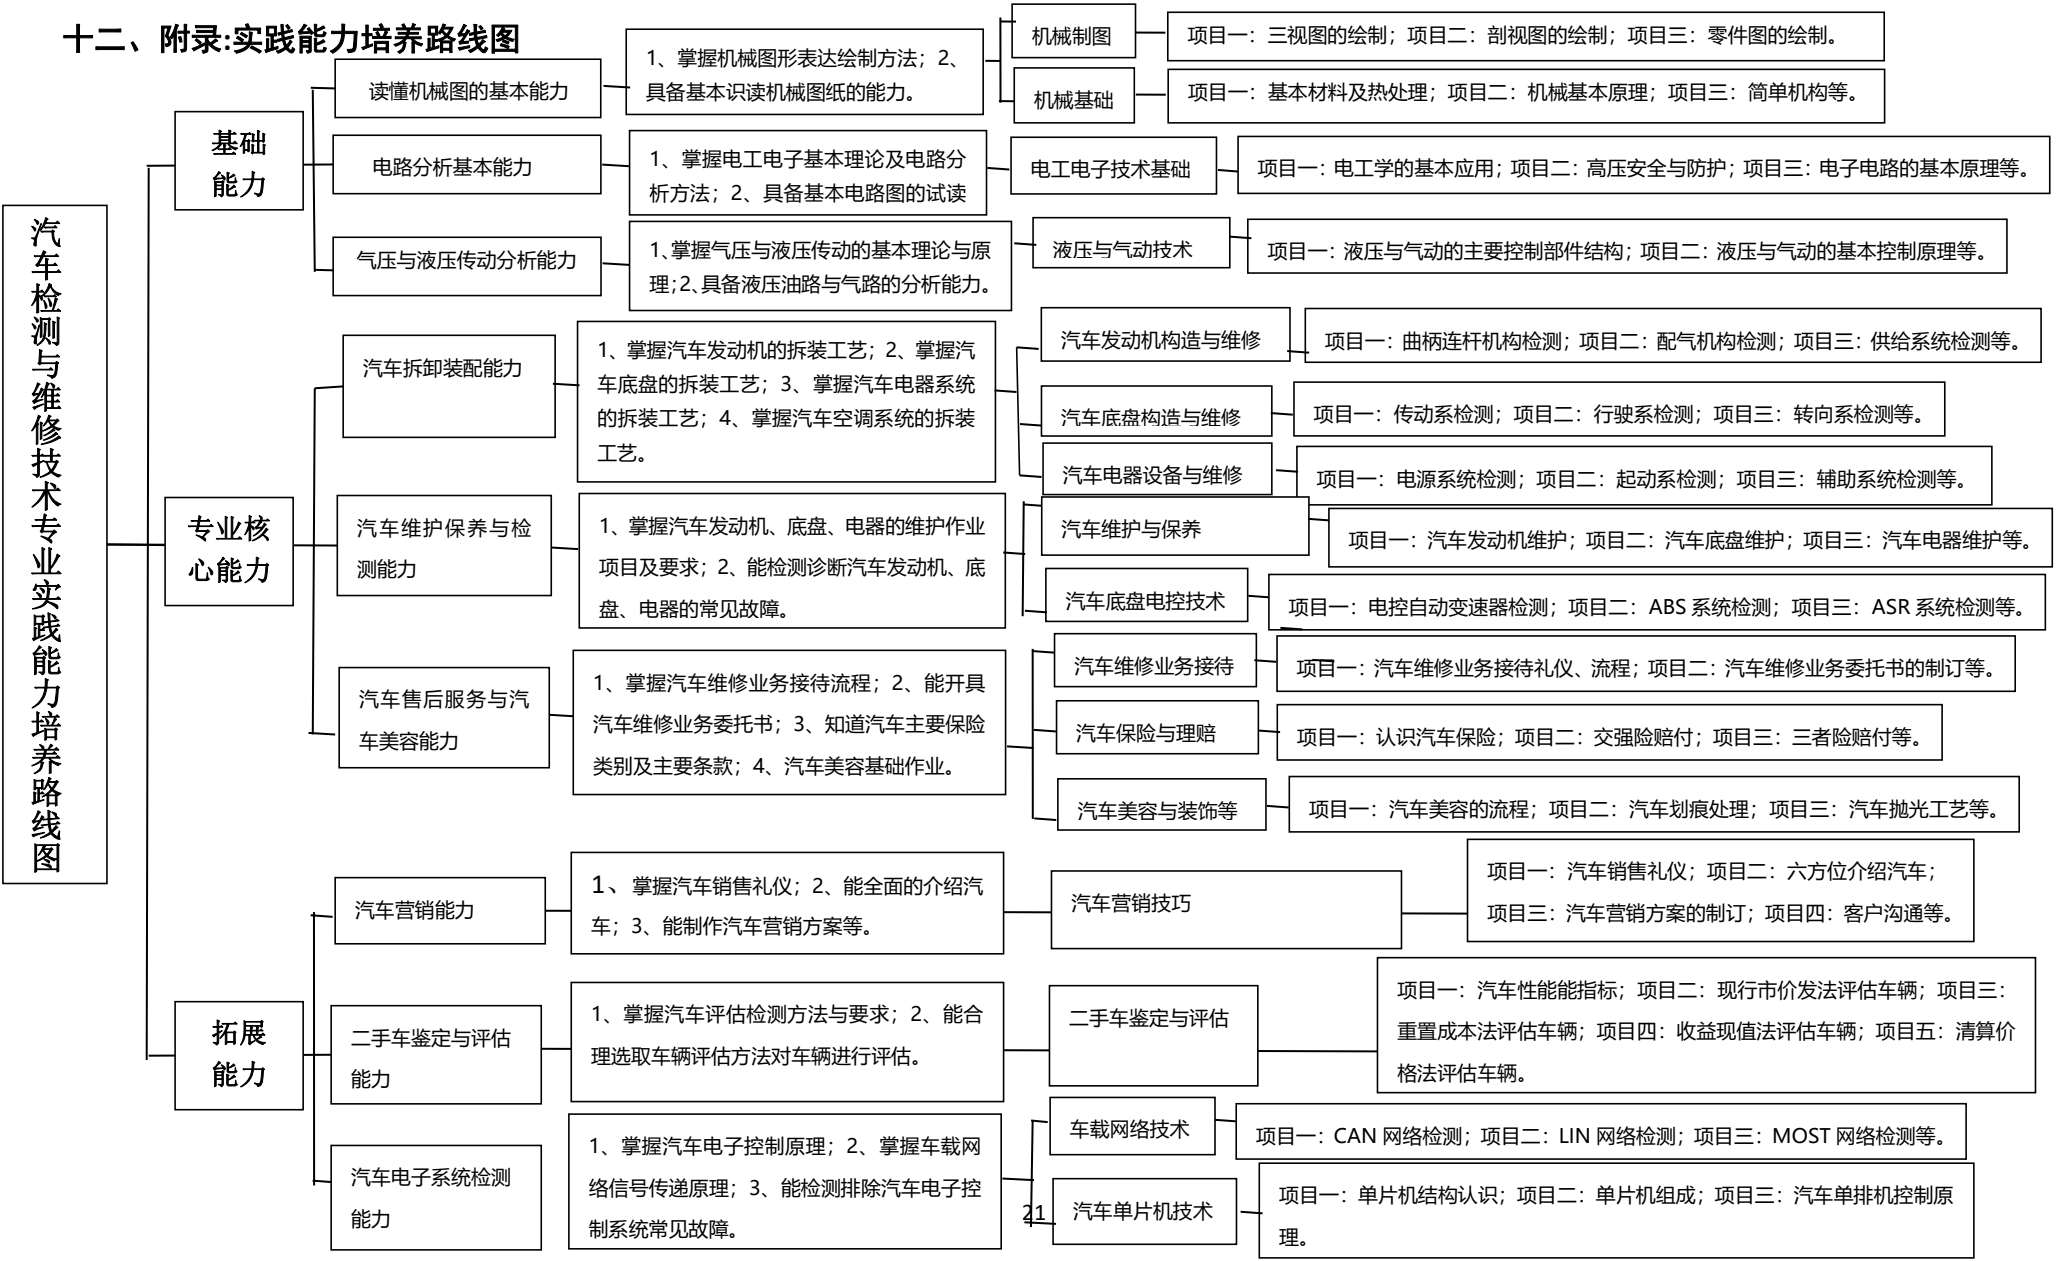 十二、附录:实践能力培养路线图
汽车检测与维修技术专业实践能力培养路线图
基础
能力
读懂机械图的基本能力
1、掌握机械图形表达绘制方法；2、
具备基本识读机械图纸的能力。
机械制图
项目一：三视图的绘制；项目二：剖视图的绘制；项目三：零件图的绘制。
机械基础
项目一：基本材料及热处理；项目二：机械基本原理；项目三：简单机构等。
电路分析基本能力
1、掌握电工电子基本理论及电路分
析方法；2、具备基本电路图的试读
电工电子技术基础
项目一：电工学的基本应用；项目二：高压安全与防护；项目三：电子电路的基本原理等。
气压与液压传动分析能力
1、掌握气压与液压传动的基本理论与原
理；2、具备液压油路与气路的分析能力。
液压与气动技术
项目一：液压与气动的主要控制部件结构；项目二：液压与气动的基本控制原理等。
专业核
心能力
汽车拆卸装配能力
1、掌握汽车发动机的拆装工艺；2、掌握汽
车底盘的拆装工艺；3、掌握汽车电器系统
的拆装工艺；4、掌握汽车空调系统的拆装
工艺。
汽车发动机构造与维修
项目一：曲柄连杆机构检测；项目二：配气机构检测；项目三：供给系统检测等。
汽车底盘构造与维修
项目一：传动系检测；项目二：行驶系检测；项目三：转向系检测等。
汽车电器设备与维修
项目一：电源系统检测；项目二：起动系检测；项目三：辅助系统检测等。
汽车维护保养与检
测能力
1、掌握汽车发动机、底盘、电器的维护作业
项目及要求；2、能检测诊断汽车发动机、底
盘、电器的常见故障。
汽车维护与保养
项目一：汽车发动机维护；项目二：汽车底盘维护；项目三：汽车电器维护等。
汽车底盘电控技术
项目一：电控自动变速器检测；项目二：ABS 系统检测；项目三：ASR 系统检测等。
汽车售后服务与汽
车美容能力
1、掌握汽车维修业务接待流程；2、能开具
汽车维修业务委托书；3、知道汽车主要保险
类别及主要条款；4、汽车美容基础作业。
汽车维修业务接待
项目一：汽车维修业务接待礼仪、流程；项目二：汽车维修业务委托书的制订等。
汽车保险与理赔
项目一：认识汽车保险；项目二：交强险赔付；项目三：三者险赔付等。
汽车美容与装饰等
项目一：汽车美容的流程；项目二：汽车划痕处理；项目三：汽车抛光工艺等。
拓展
能力
汽车营销能力
1、掌握汽车销售礼仪；2、能全面的介绍汽
车；3、能制作汽车营销方案等。
汽车营销技巧
项目一：汽车销售礼仪；项目二：六方位介绍汽车；
项目三：汽车营销方案的制订；项目四：客户沟通等。
二手车鉴定与评估
能力
1、掌握汽车评估检测方法与要求；2、能合
理选取车辆评估方法对车辆进行评估。
二手车鉴定与评估
项目一：汽车性能能指标；项目二：现行市价发法评估车辆；项目三：
重置成本法评估车辆；项目四：收益现值法评估车辆；项目五：清算价
格法评估车辆。
汽车电子系统检测
能力
1、掌握汽车电子控制原理；2、掌握车载网
络信号传递原理；3、能检测排除汽车电子控
制系统常见故障。
车载网络技术
项目一：CAN 网络检测；项目二：LIN 网络检测；项目三：MOST 网络检测等。
汽车单片机技术
项目一：单片机结构认识；项目二：单片机组成；项目三：汽车单排机控制原
理。
21